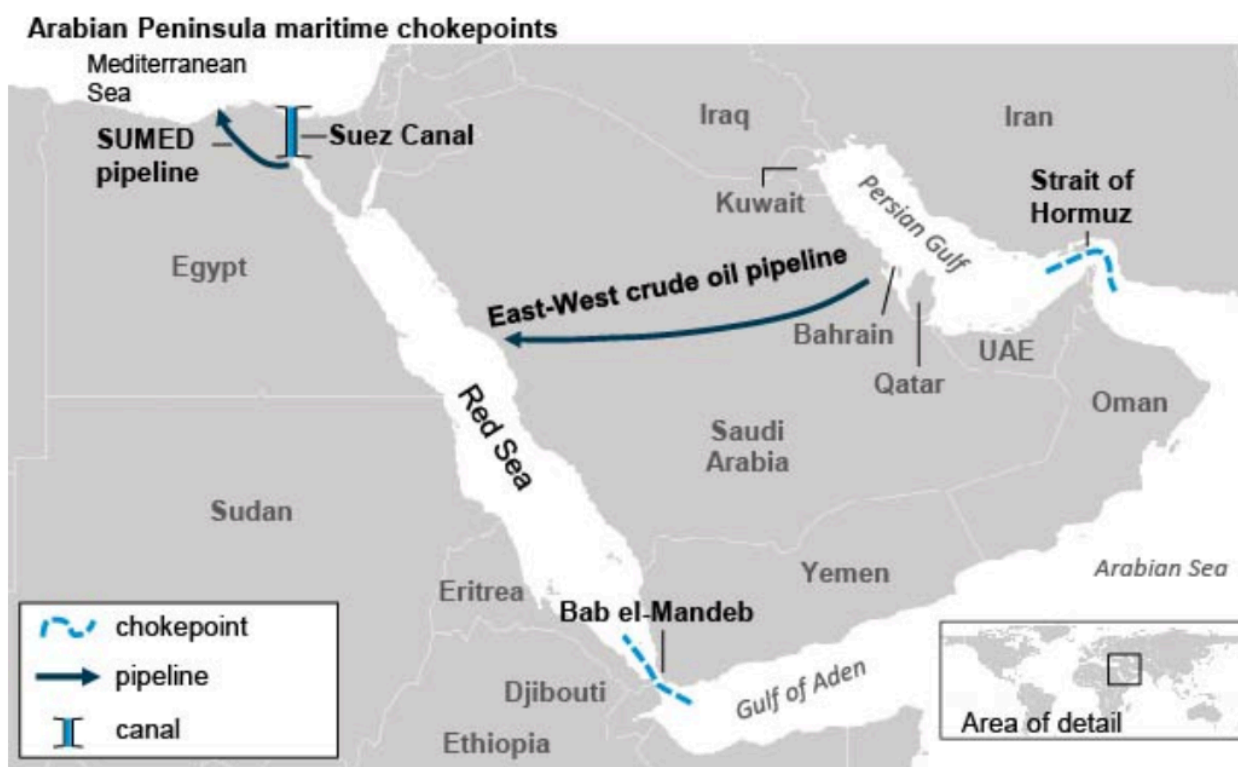 Arabian Peninsula maritime chokepoints
Mediterranean
Sea
SUMED
pipeline
Suez Canal
Iraq
Iran
Kuwait
Persian Gulf
Strait of
Hormuz
Egypt
East-West crude oil pipeline
Bahrain
Qatar
UAE
Oman
Red Sea
Saudi
Arabia
Sudan
Eritrea
Yemen
Arabian Sea
Bab el-Mandeb
Djibouti
Gulf of Aden
Ethiopia
chokepoint
pipeline
canal
Area of detail